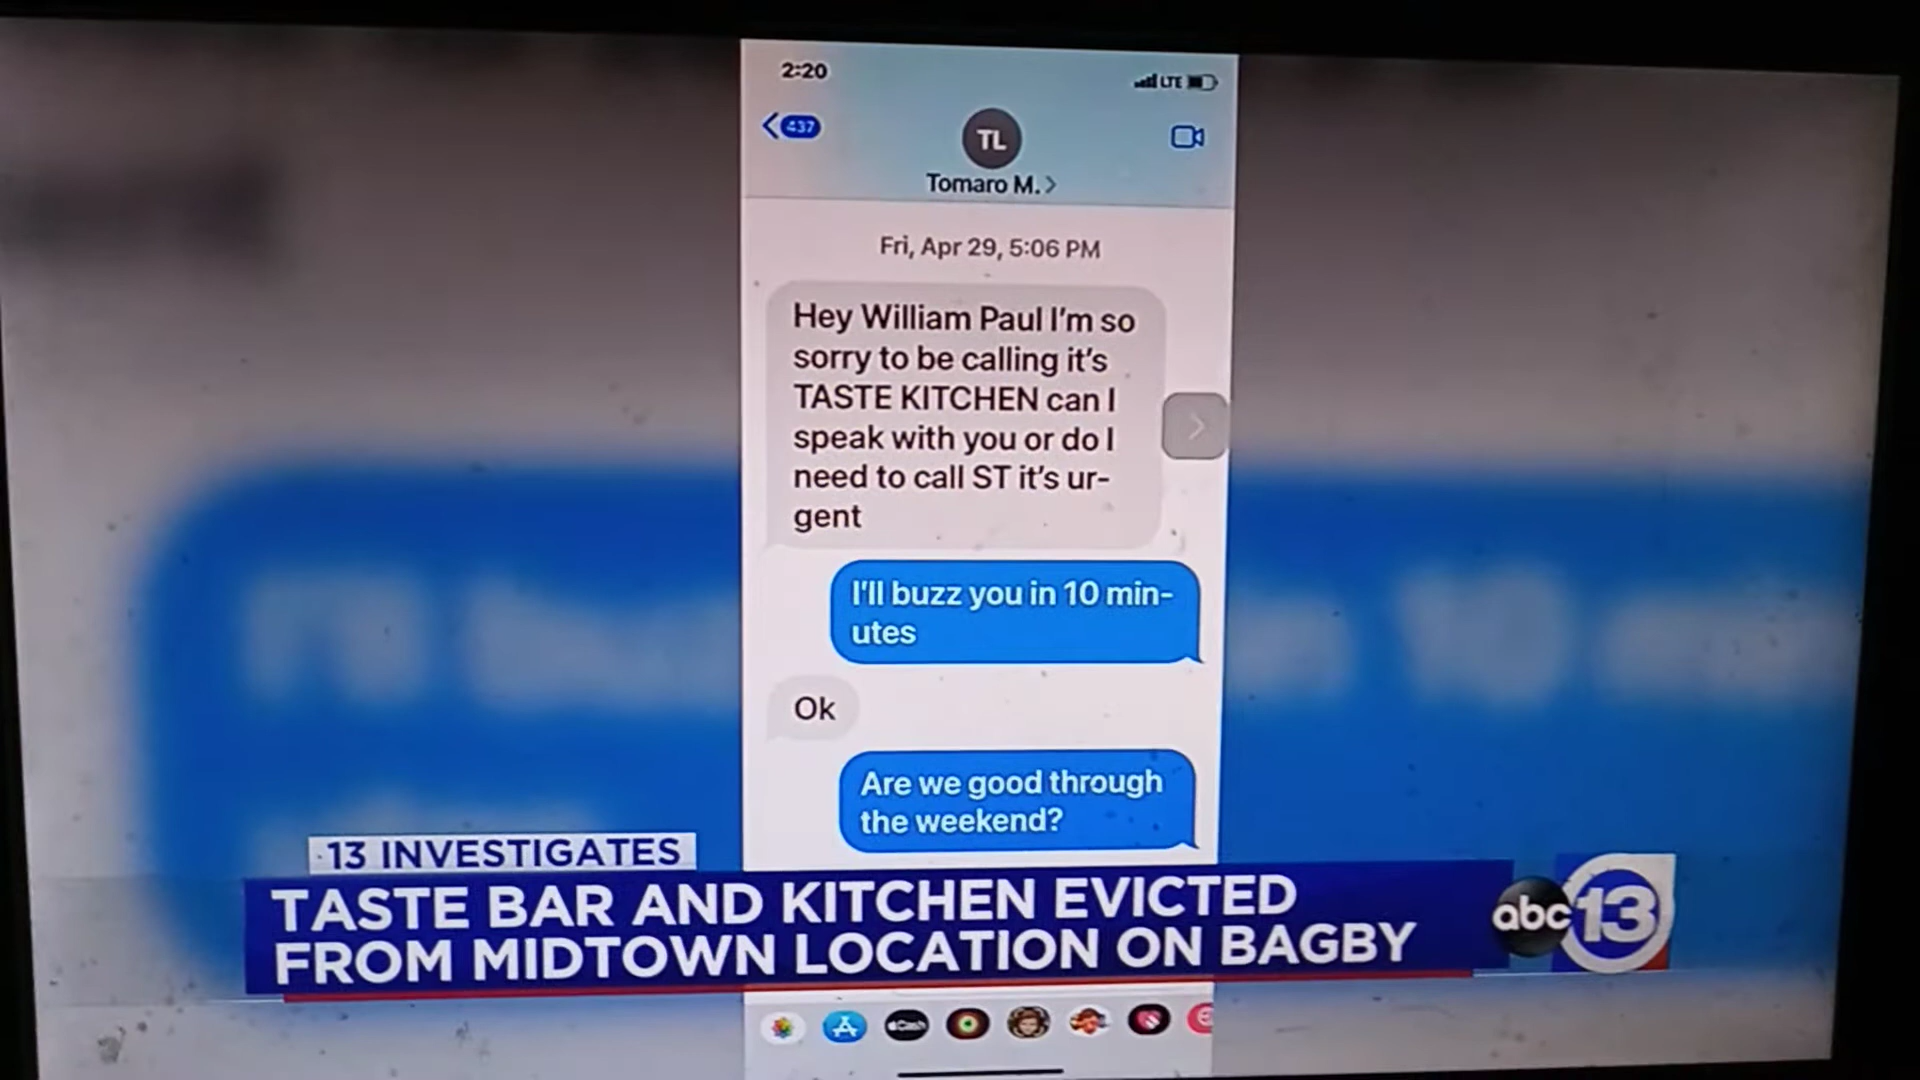 2:20
LTE
437
TL
Tomaro M.
Fri, Apr 29, 5:06 PM
Hey William Paul I'm so
sorry to be calling it's
TASTE KITCHEN can I
speak with you or do I
need to call ST it's ur-
gent
I'll buzz you in 10 min-
utes
Ok
Are we good through
the weekend?
13 INVESTIGATES
TASTE BAR AND KITCHEN EVICTED
FROM MIDTOWN LOCATION ON BAGBY
abc 13
Cash